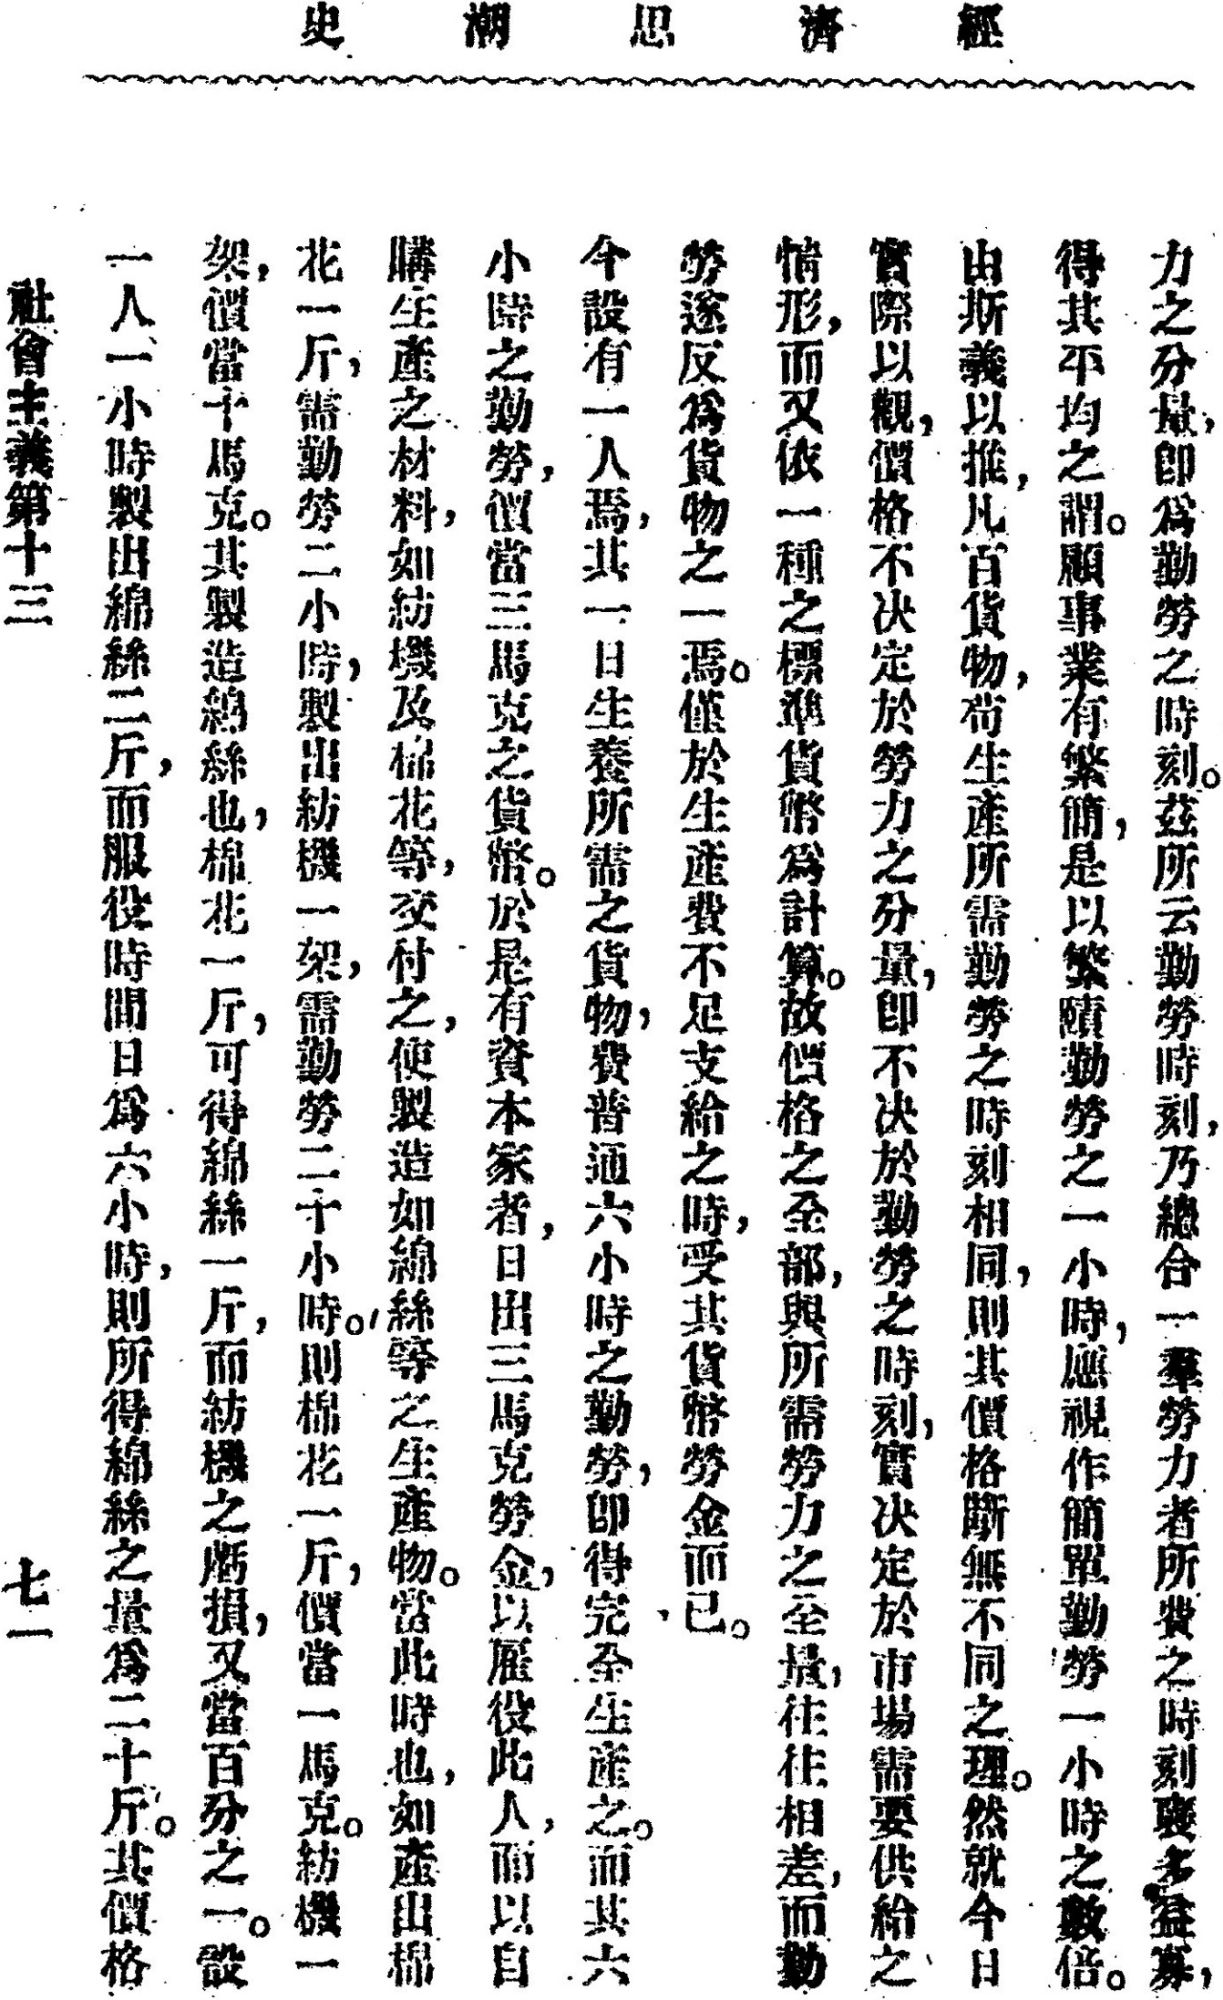 經濟思潮史
力之分量，卽爲勤勞之時刻。茲所云勤勞時刻，乃總合一羣勞力者所費之時刻裒多益寡，
得其平均之謂。顧事業有繁簡，是以繁賾勤勞之一小時，應視作簡單勤勞一小時之數倍。
由斯義以推，凡百貨物，苟生產所需勤勞之時刻相同，則其價格斷無不同之理。然就今日
實際以觀，價格不決定於勞力之分量，卽不決於勤勞之時刻，實決定於市場需要供給之
情形，而又依一種之標準貨幣爲計算。故價格之全部，與所需勞力之全量，往往相差，而勤
勞遂反爲貨物之一焉。僅於生產費不足支給之時，受其貨幣勞金而已。
今設有一人焉，其一日生養所需之貨物，費普通六小時之勤勞，卽得完全生產之。而其六
小時之勤勞，價當三馬克之貨幣。於是有資本家者，日出三馬克勞金，以雇役此人，而以自
購生產之材料，如紡機及棉花等，交付之，使製造如綿絲等之生產物。當此時也，如產出棉
花一斤，需勤勞二小時，製出紡機一架，需勤勞二十小時。則棉花一斤，價當一馬克。紡機一
架，價當十馬克。其製造綿絲也，棉花一斤，可得綿絲一斤，而紡機之虧損，又當百分之一。設
一人一小時製出綿絲二斤，而服役時間日爲六小時，則所得綿絲之量爲二十斤。其價格
社會主義第十三
七一